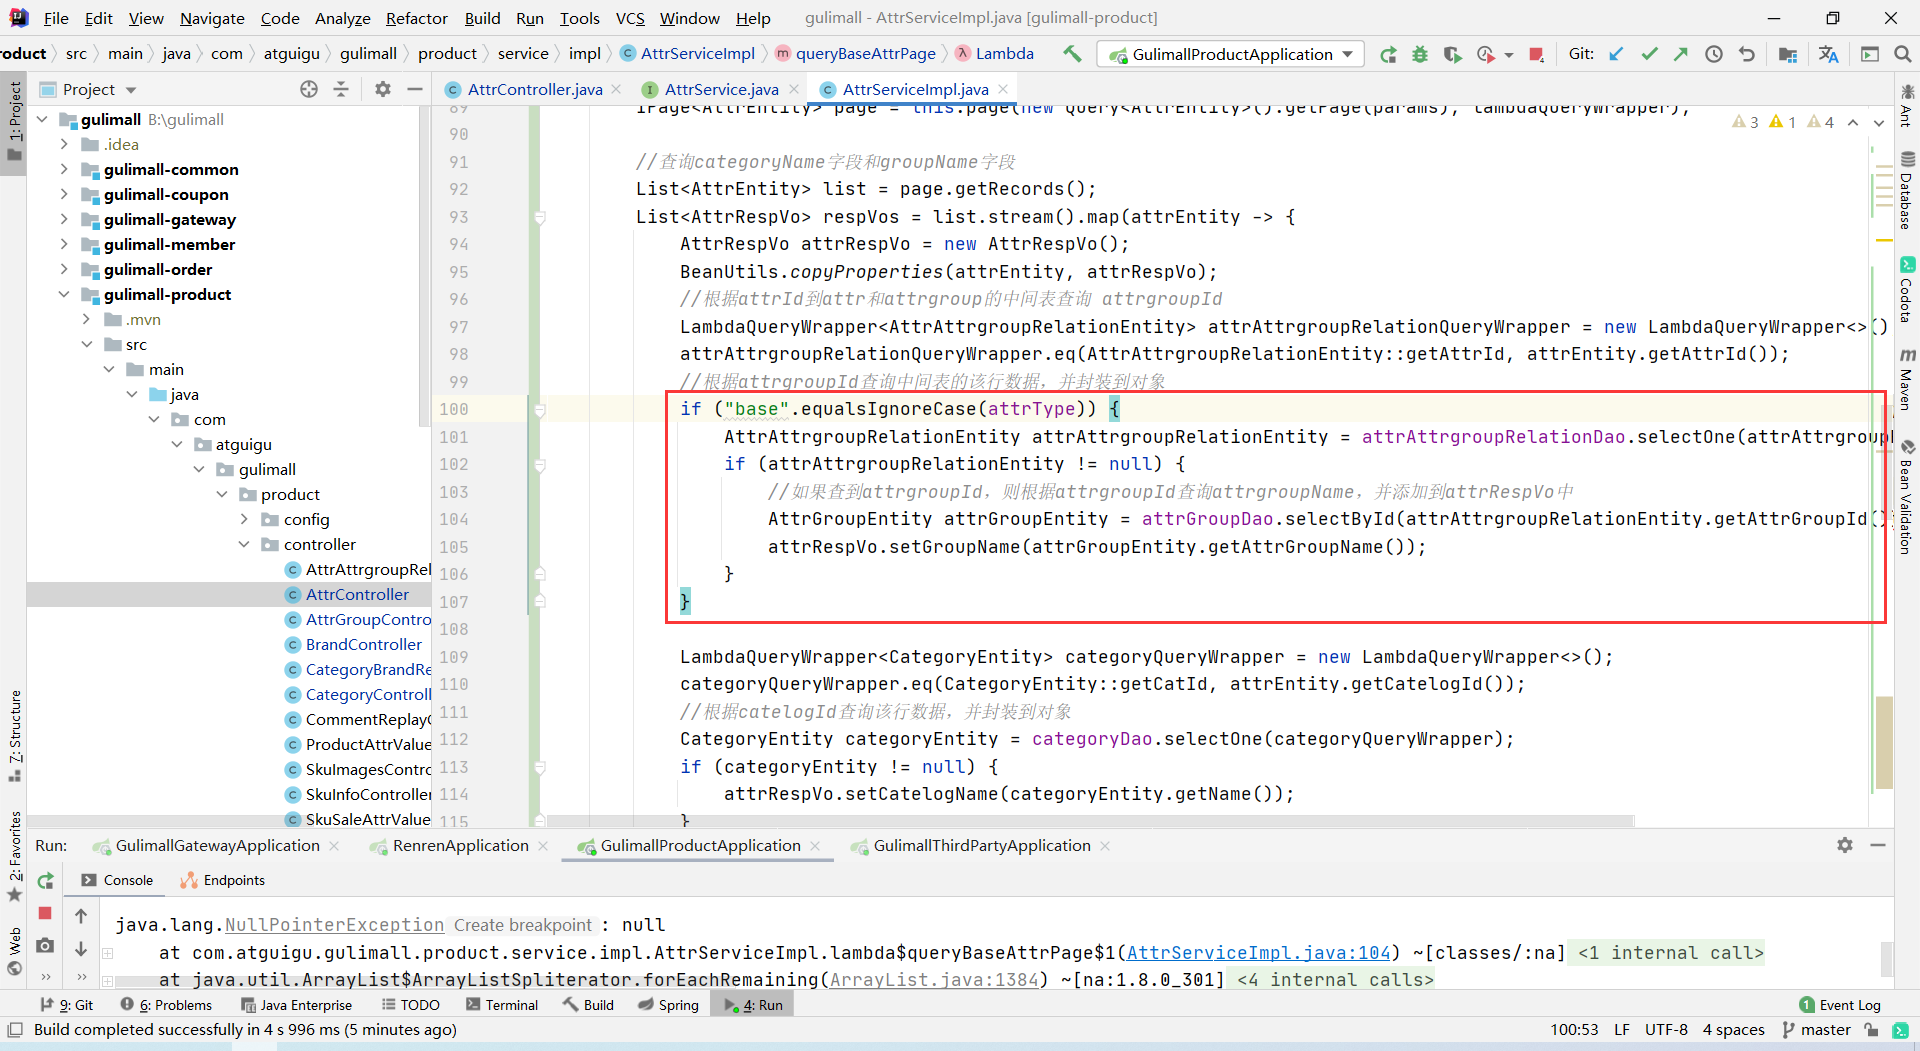 File Edit View Navigate Code Analyze Refactor Build Run Tools VCS Window Help gulimall - AttrServiceImpl.java [gulimall-product]
roduct src main java com atguigu gulimall product service impl AttrServiceImpl queryBaseAttrPage Lambda GulimallProductApplication Git:
Project AttrController.java AttrService.java AttrServiceImpl.java
1: Project
7: Structure
2: Favorites
Web
gulimall B:\gulimall
.idea
gulimall-common
gulimall-coupon
gulimall-gateway
gulimall-member
gulimall-order
gulimall-product
.mvn
src
main
java
com
atguigu
gulimall
product
config
controller
AttrAttrgroupRel
AttrController
AttrGroupContro
BrandController
CategoryBrandRe
CategoryControll
CommentReplayC
ProductAttrValue
SkuImagesContro
SkuInfoController
SkuSaleAttrValue
3 1 4
89 IPage<AttrEntity> page = this.page(new Query<AttrEntity>().getPage(params), lambdaQueryWrapper);
90
91 //查询categoryName字段和groupName字段
92 List<AttrEntity> list = page.getRecords();
93 List<AttrRespVo> respVos = list.stream().map(attrEntity -> {
94 AttrRespVo attrRespVo = new AttrRespVo();
95 BeanUtils.copyProperties(attrEntity, attrRespVo);
96 //根据attrId到attr和attrgroup的中间表查询 attrgroupId
97 LambdaQueryWrapper<AttrAttrgroupRelationEntity> attrAttrgroupRelationQueryWrapper = new LambdaQueryWrapper<>()
98 attrAttrgroupRelationQueryWrapper.eq(AttrAttrgroupRelationEntity::getAttrId, attrEntity.getAttrId());
99 //根据attrgroupId查询中间表的该行数据，并封装到对象
100 if ("base".equalsIgnoreCase(attrType)) {
101 AttrAttrgroupRelationEntity attrAttrgroupRelationEntity = attrAttrgroupRelationDao.selectOne(attrAttrgroup
102 if (attrAttrgroupRelationEntity != null) {
103 //如果查到attrgroupId，则根据attrgroupId查询attrgroupName，并添加到attrRespVo中
104 AttrGroupEntity attrGroupEntity = attrGroupDao.selectById(attrAttrgroupRelationEntity.getAttrGroupId()
105 attrRespVo.setGroupName(attrGroupEntity.getAttrGroupName());
106 }
107 }
108
109 LambdaQueryWrapper<CategoryEntity> categoryQueryWrapper = new LambdaQueryWrapper<>();
110 categoryQueryWrapper.eq(CategoryEntity::getCatId, attrEntity.getCatelogId());
111 //根据catelogId查询该行数据，并封装到对象
112 CategoryEntity categoryEntity = categoryDao.selectOne(categoryQueryWrapper);
113 if (categoryEntity != null) {
114 attrRespVo.setCatelogName(categoryEntity.getName());
115 }
Ant
Database
Codota
Maven
Bean Validation
Run: GulimallGatewayApplication RenrenApplication GulimallProductApplication GulimallThirdPartyApplication
Console Endpoints
java.lang.NullPointerException Create breakpoint : null
at com.atguigu.gulimall.product.service.impl.AttrServiceImpl.lambda$queryBaseAttrPage$1(AttrServiceImpl.java:104) ~[classes/:na] <1 internal call>
at java.util.ArrayList$ArrayListSpliterator.forEachRemaining(ArrayList.java:1384) ~[na:1.8.0_301] <4 internal calls>
9: Git 6: Problems Java Enterprise TODO Terminal Build Spring 4: Run 1 Event Log
Build completed successfully in 4 s 996 ms (5 minutes ago) 100:53 LF UTF-8 4 spaces master